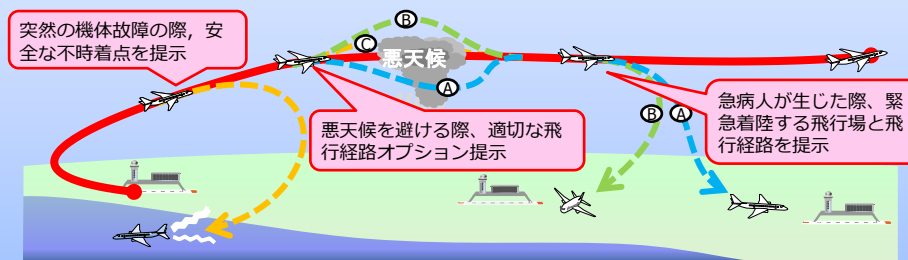 突然の機体故障の際，安
全な不時着点を提示
B
C
悪天候
A
悪天候を避ける際、適切な飛
行経路オプション提示
B
A
急病人が生じた際、緊
急着陸する飛行場と飛
行経路を提示